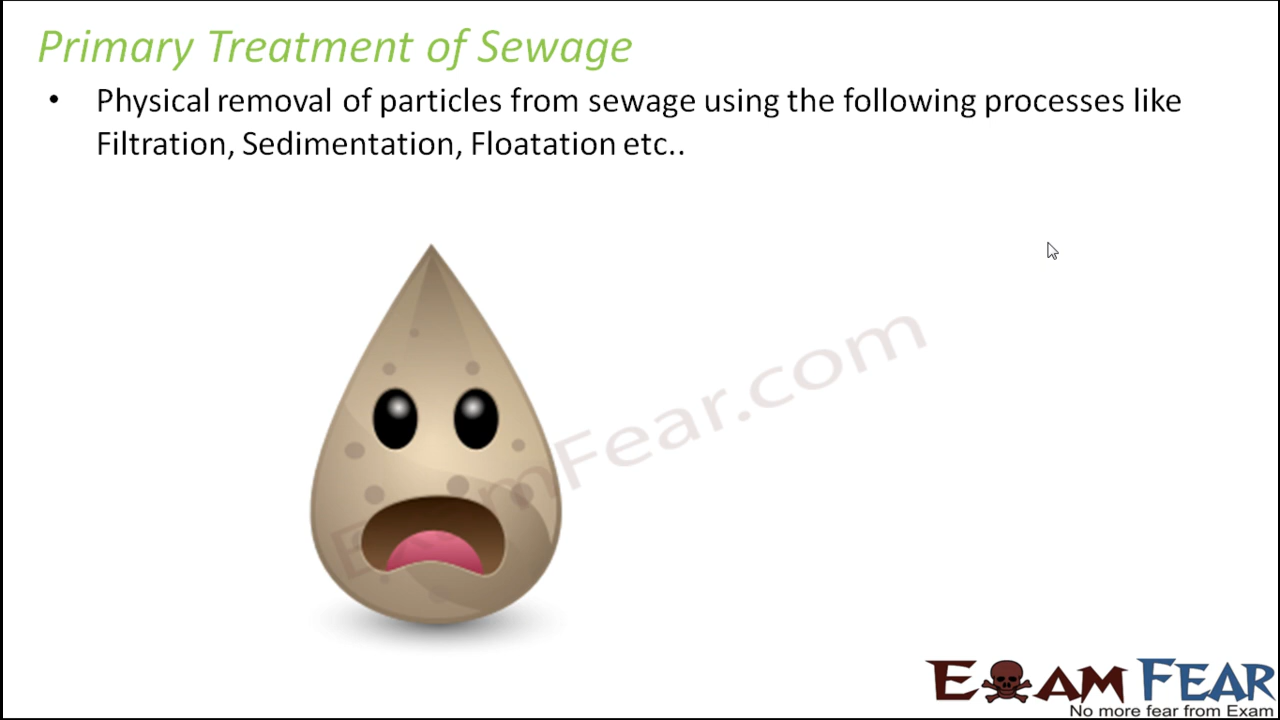 Primary Treatment of Sewage
• Physical removal of particles from sewage using the following processes like
Filtration, Sedimentation, Floatation etc..
ExamFear.com
EXAM FEAR
No more fear from Exam